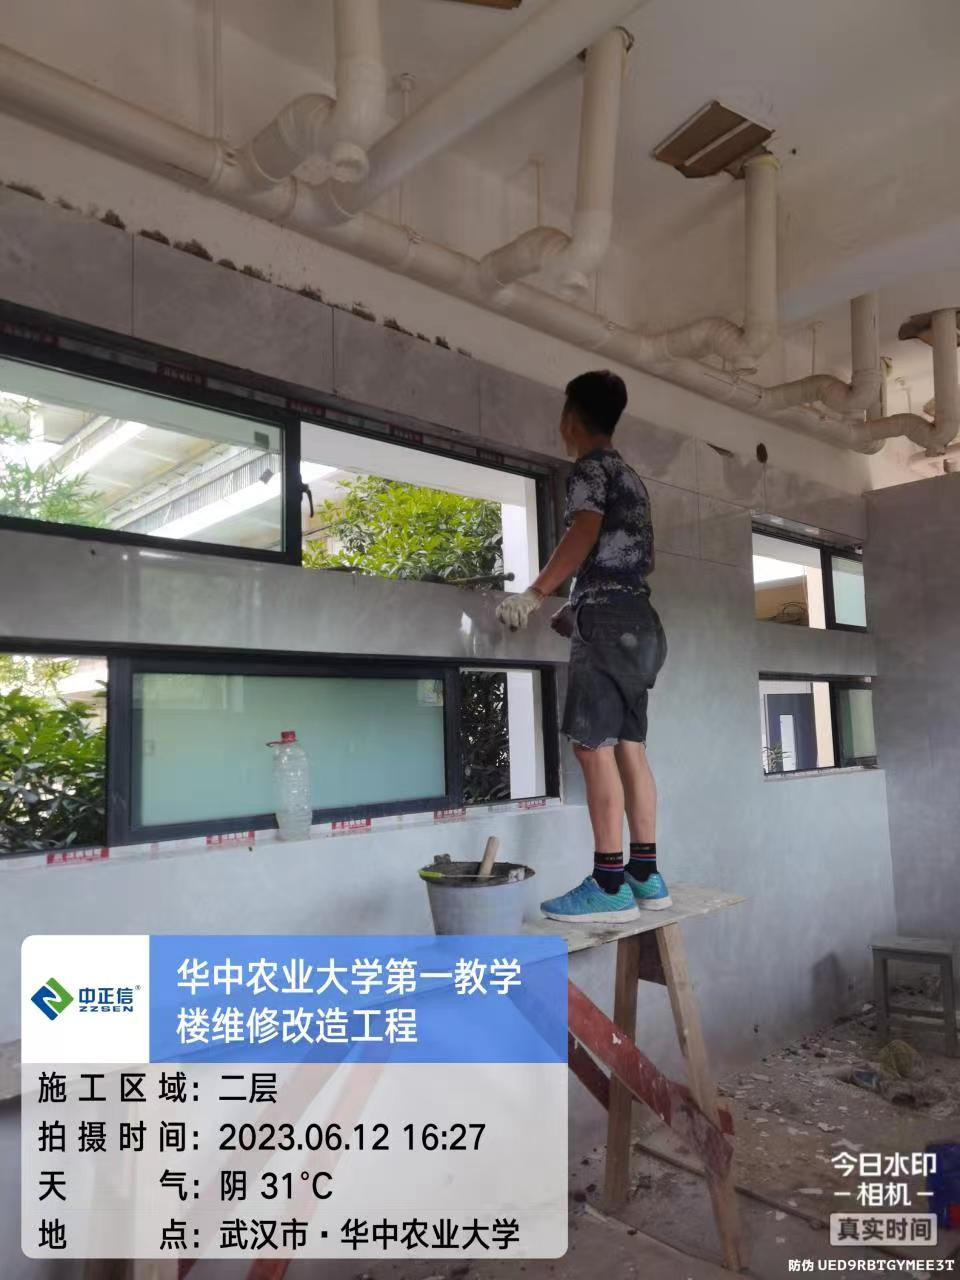 中正信®
ZZSEN
华中农业大学第一教学
楼维修改造工程
施工区域：二层
拍摄时间：2023.06.12 16:27
天气：阴 31℃
地点：武汉市·华中农业大学
今日水印
相机
真实时间
防伪 UED9RBTGYMEE3T